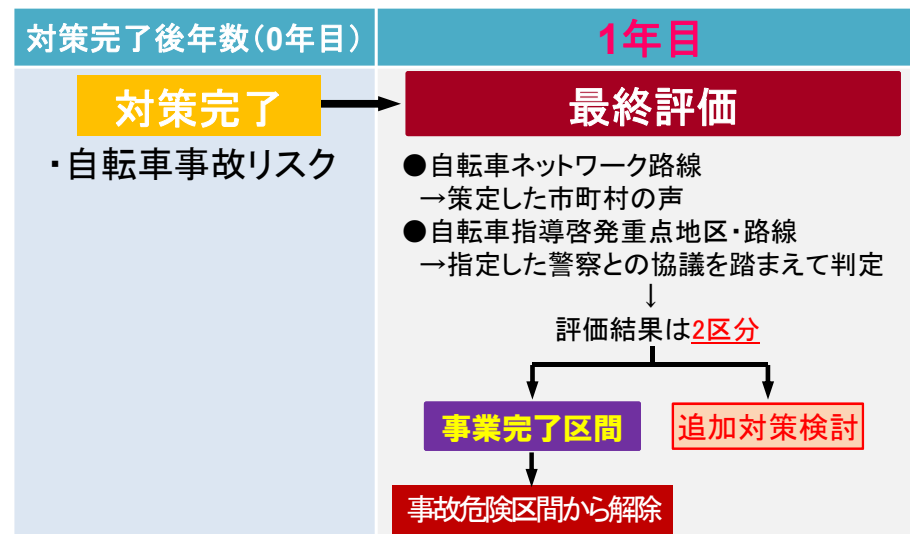 対策完了後年数(0年目)
1年目
対策完了
最終評価
・自転車事故リスク
●自転車ネットワーク路線
→策定した市町村の声
●自転車指導啓発重点地区・路線
→指定した警察との協議を踏まえて判定
↓
評価結果は2区分
事業完了区間
追加対策検討
事故危険区間から解除